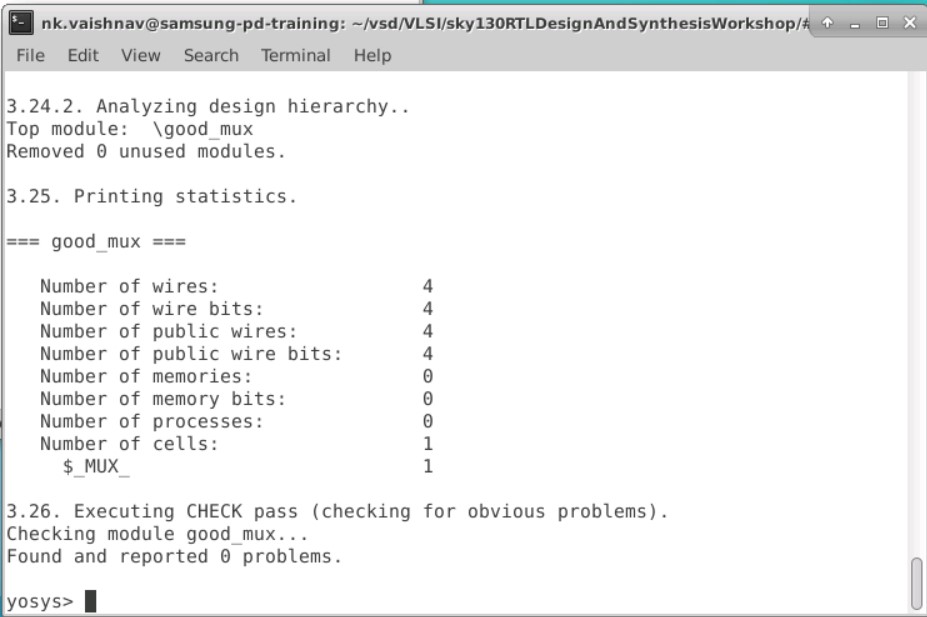 nk.vaishnav@samsung-pd-training: ~/vsd/VLSI/sky130RTLDesignAndSynthesisWorkshop/#
File Edit View Search Terminal Help
3.24.2. Analyzing design hierarchy..
Top module:  \good_mux
Removed 0 unused modules.
3.25. Printing statistics.
=== good_mux ===
Number of wires: 4
Number of wire bits: 4
Number of public wires: 4
Number of public wire bits: 4
Number of memories: 0
Number of memory bits: 0
Number of processes: 0
Number of cells: 1
$_MUX_ 1
3.26. Executing CHECK pass (checking for obvious problems).
Checking module good_mux...
Found and reported 0 problems.
yosys>